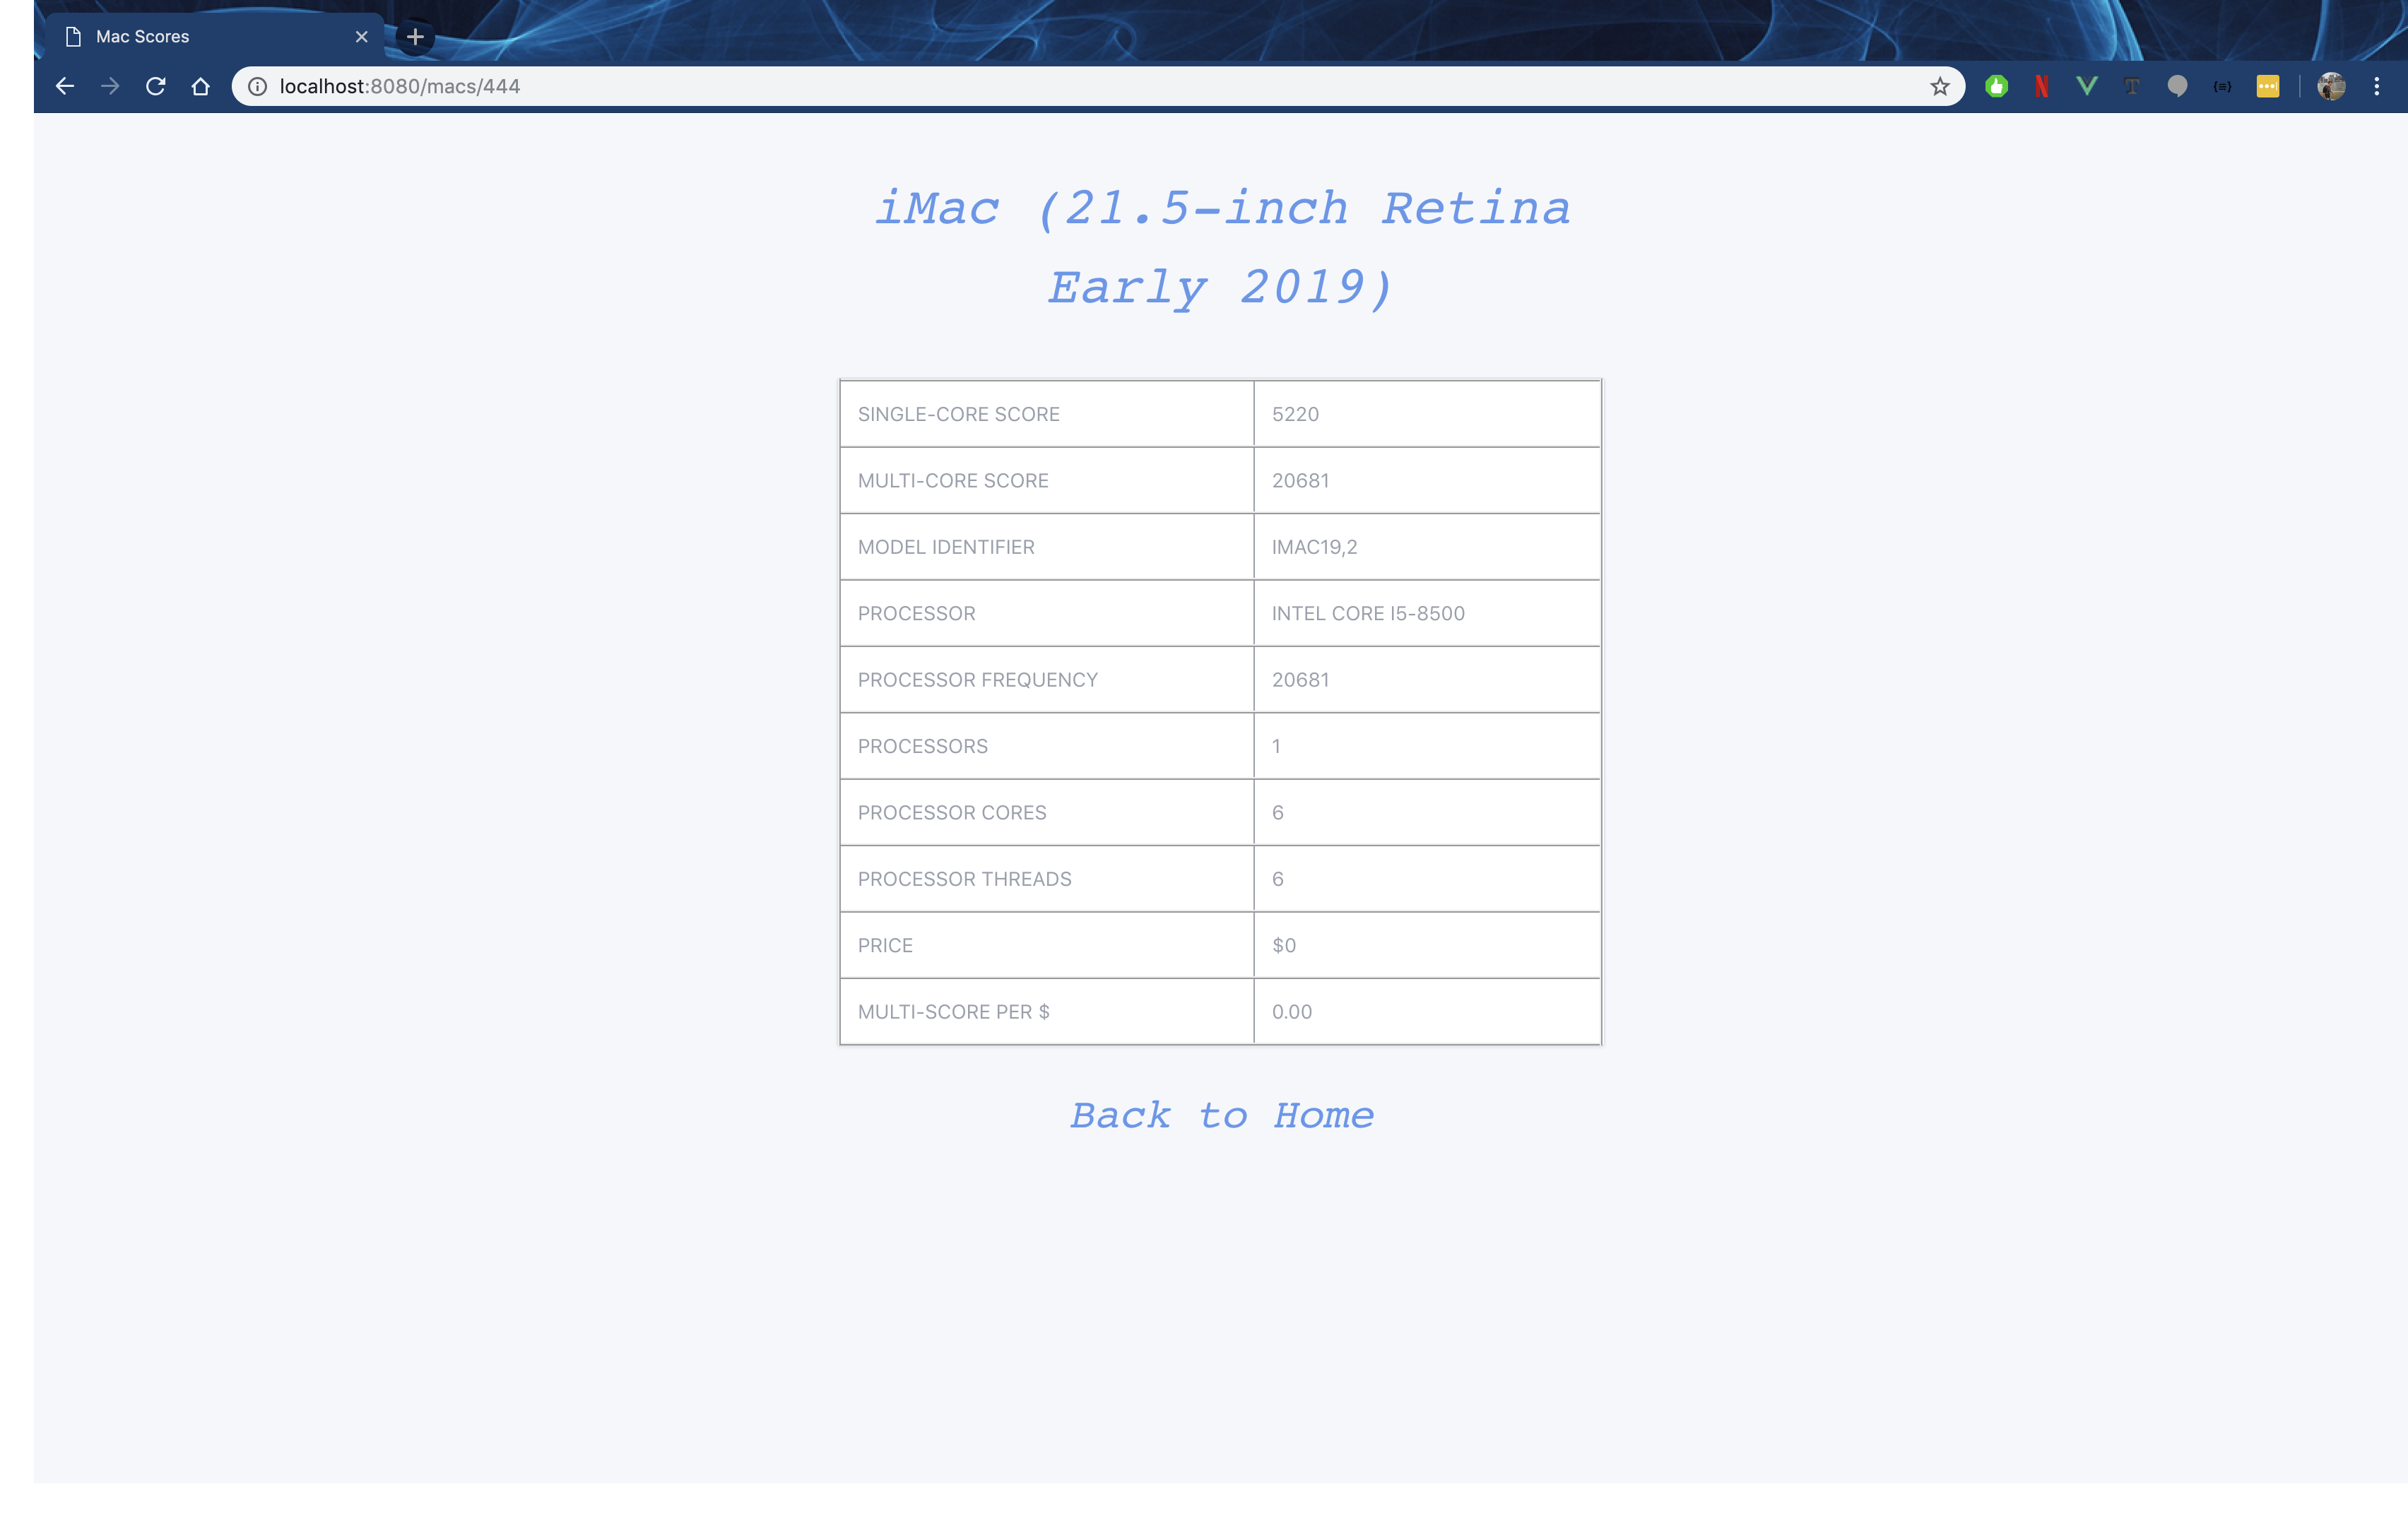 Mac Scores
localhost:8080/macs/444
iMac (21.5-inch Retina
Early 2019)
SINGLE-CORE SCORE 5220
MULTI-CORE SCORE 20681
MODEL IDENTIFIER IMAC19,2
PROCESSOR INTEL CORE I5-8500
PROCESSOR FREQUENCY 20681
PROCESSORS 1
PROCESSOR CORES 6
PROCESSOR THREADS 6
PRICE $0
MULTI-SCORE PER $ 0.00
Back to Home